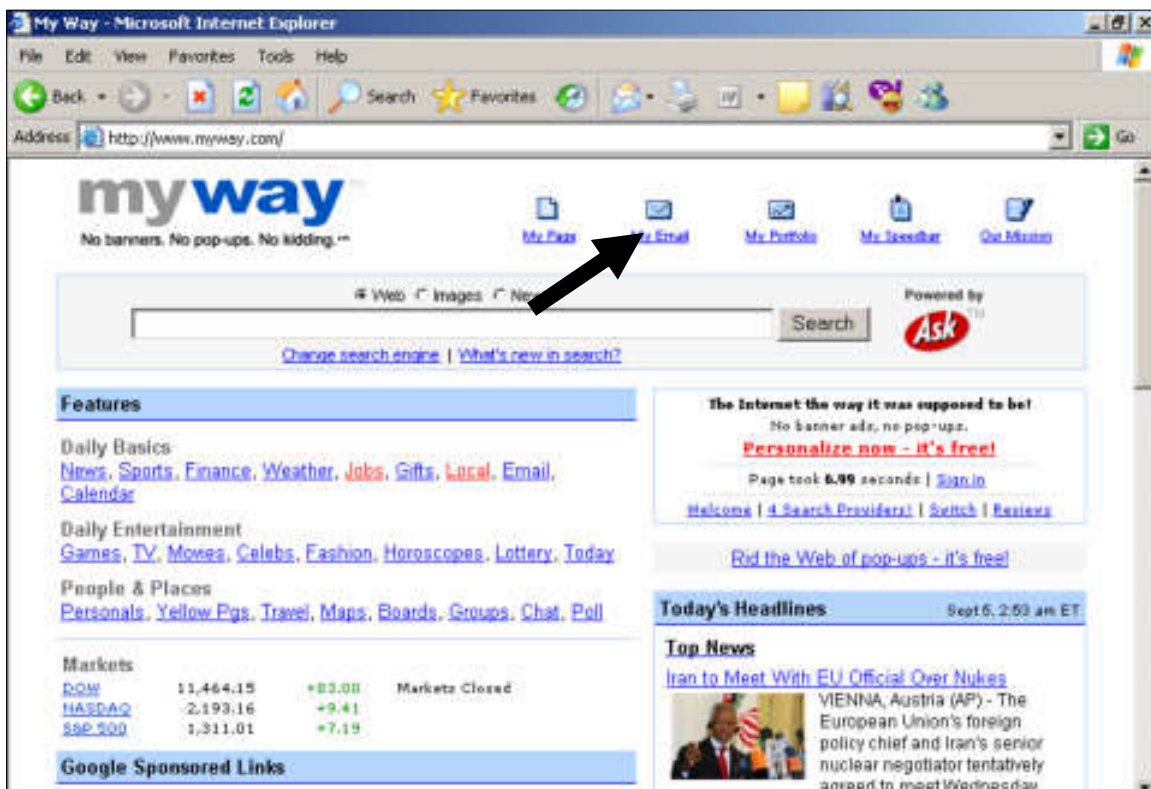 My Way - Microsoft Internet Explorer
File Edit View Favorites Tools Help
Back Search Favorites
Address http://www.myway.com/ Go
myway
No banners. No pop-ups. No kidding.
My Page My Email My Portfolio My Speedbar Our Mission
Web Images
Powered by
Search Ask TM
Change search engine | What's new in search?
Features
Daily Basics
News, Sports, Finance, Weather, Jobs, Gifts, Local, Email,
Calendar
Daily Entertainment
Games, TV, Movies, Celebs, Fashion, Horoscopes, Lottery, Today
People & Places
Personals, Yellow Pgs, Travel, Maps, Boards, Groups, Chat, Poll
Markets
DOW 11,464.15 +83.00 Markets Closed
NASDAQ 2,193.16 +9.41
S&P 500 1,311.01 +7.19
Google Sponsored Links
The Internet the way it was supposed to be!
No banner ads, no pop-ups.
Personalize now - it's free!
Page took 6.99 seconds | Sign in
Welcome | 4 Search Providers! | Switch | Reviews
Rid the Web of pop-ups - it's free!
Today's Headlines Sept 5, 2:53 am ET
Top News
Iran to Meet With EU Official Over Nukes
VIENNA, Austria (AP) - The
European Union's foreign
policy chief and Iran's senior
nuclear negotiator tentatively
agreed to meet Wednesday